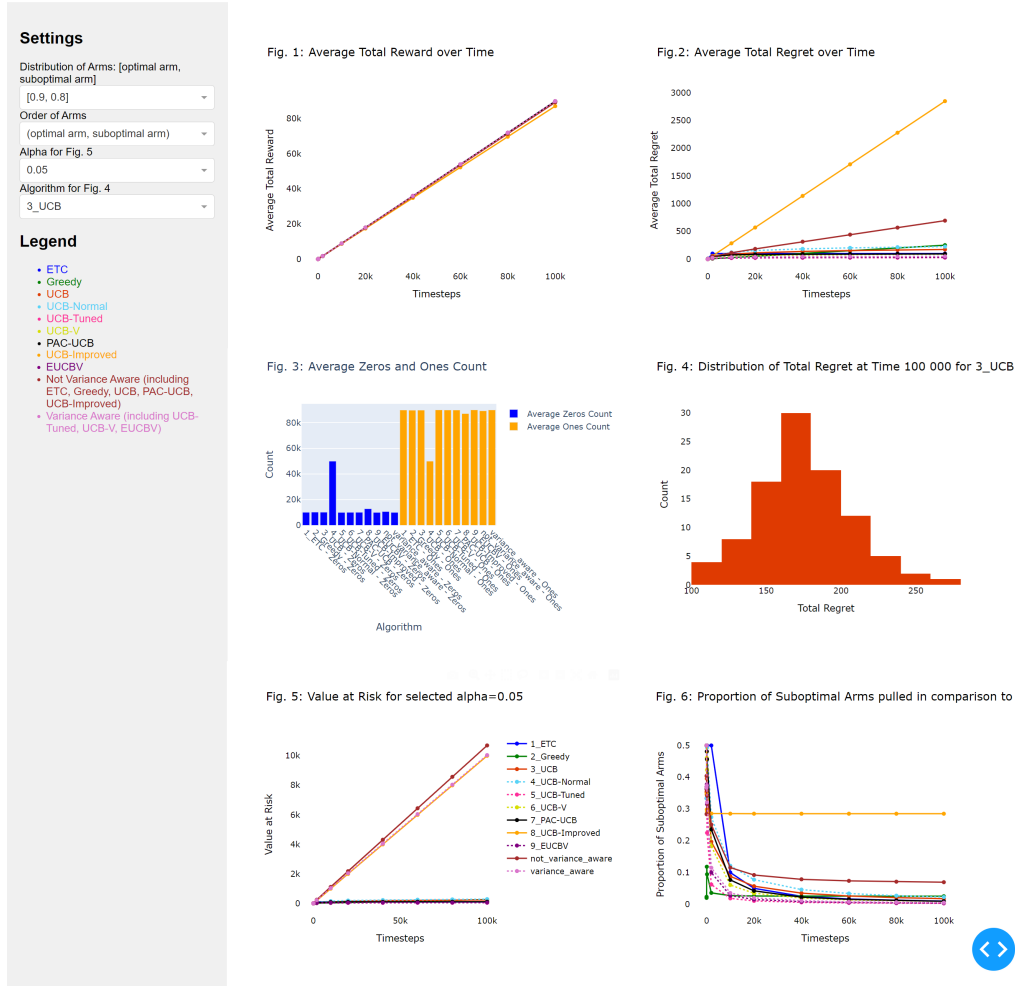 Settings
Distribution of Arms: [optimal arm,
suboptimal arm]
[0.9, 0.8]
Order of Arms
(optimal arm, suboptimal arm)
Alpha for Fig. 5
0.05
Algorithm for Fig. 4
3_UCB
Legend
ETC
Greedy
UCB
UCB-Normal
UCB-Tuned
UCB-V
PAC-UCB
UCB-Improved
EUCBV
Not Variance Aware (including
ETC, Greedy, UCB, PAC-UCB,
UCB-Improved)
Variance Aware (including UCB-
Tuned, UCB-V, EUCBV)
Fig. 1: Average Total Reward over Time
80k
60k
40k
20k
0
Average Total Reward
0 20k 40k 60k 80k 100k
Timesteps
Fig.2: Average Total Regret over Time
3000
2500
2000
1500
1000
500
0
Average Total Regret
0 20k 40k 60k 80k 100k
Timesteps
Fig. 3: Average Zeros and Ones Count
80k
60k
40k
20k
0
Count
Average Zeros Count
Average Ones Count
1_ETC - Zeros
2_Greedy - Zeros
Algorithm
Fig. 4: Distribution of Total Regret at Time 100 000 for 3_UCB
30
25
20
15
10
5
0
Count
100 150 200 250
Total Regret
Fig. 5: Value at Risk for selected alpha=0.05
10k
8k
6k
4k
2k
0
Value at Risk
0 50k 100k
Timesteps
1_ETC
2_Greedy
3_UCB
4_UCB-Normal
5_UCB-Tuned
6_UCB-V
7_PAC-UCB
8_UCB-Improved
9_EUCBV
not_variance_aware
variance_aware
Fig. 6: Proportion of Suboptimal Arms pulled in comparison to
0.5
0.4
0.3
0.2
0.1
0
Proportion of Suboptimal Arms
0 20k 40k 60k 80k 100k
Timesteps